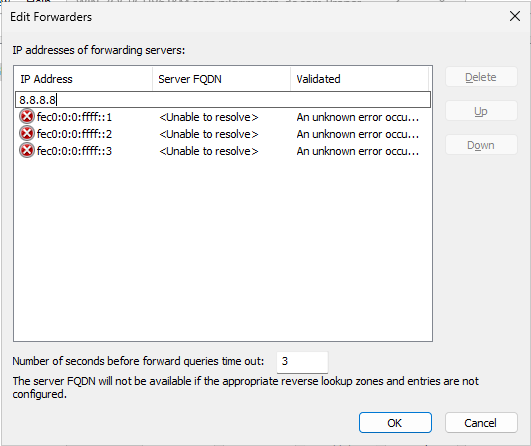 Edit Forwarders
IP addresses of forwarding servers:
IP Address Server FQDN Validated
8.8.8.8
fec0:0:0:ffff::1 <Unable to resolve> An unknown error occu...
fec0:0:0:ffff::2 <Unable to resolve> An unknown error occu...
fec0:0:0:ffff::3 <Unable to resolve> An unknown error occu...
Delete
Up
Down
Number of seconds before forward queries time out: 3
The server FQDN will not be available if the appropriate reverse lookup zones and entries are not
configured.
OK Cancel